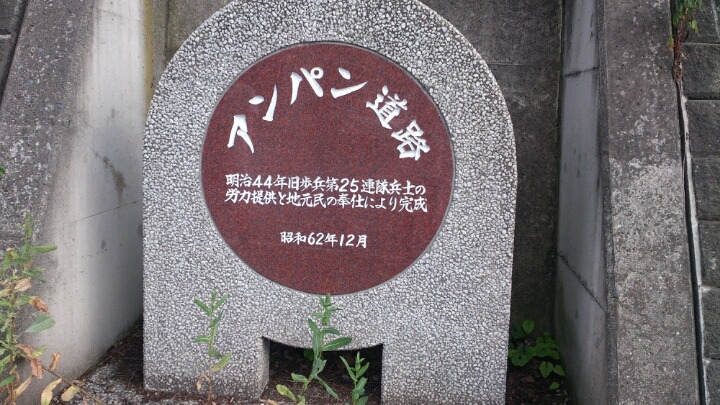 アンパン道路
明治44年旧歩兵第25連隊兵士の
労力提供と地元民の奉仕により完成
昭和62年12月